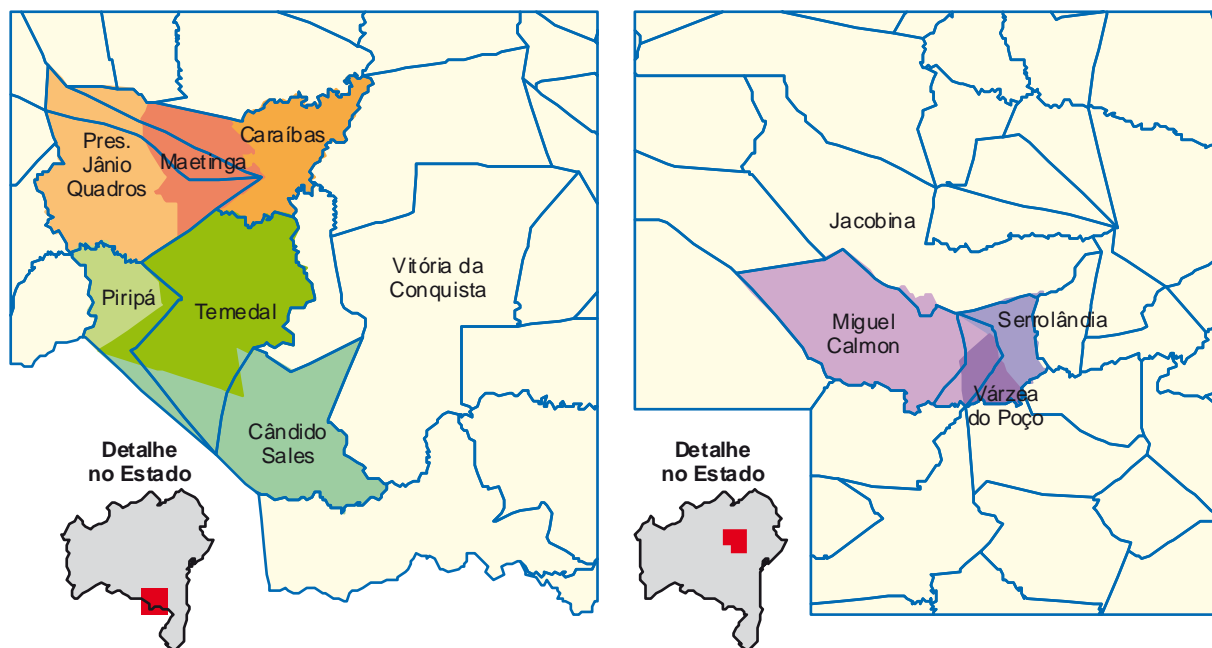 Pres.
Jânio
Quadros
Maetinga
Caraíbas
Piripá
Temedal
Vitória da
Conquista
Cândido
Sales
Detalhe
no Estado
Jacobina
Miguel
Calmon
Serrolândia
Várzea
do Poço
Detalhe
no Estado